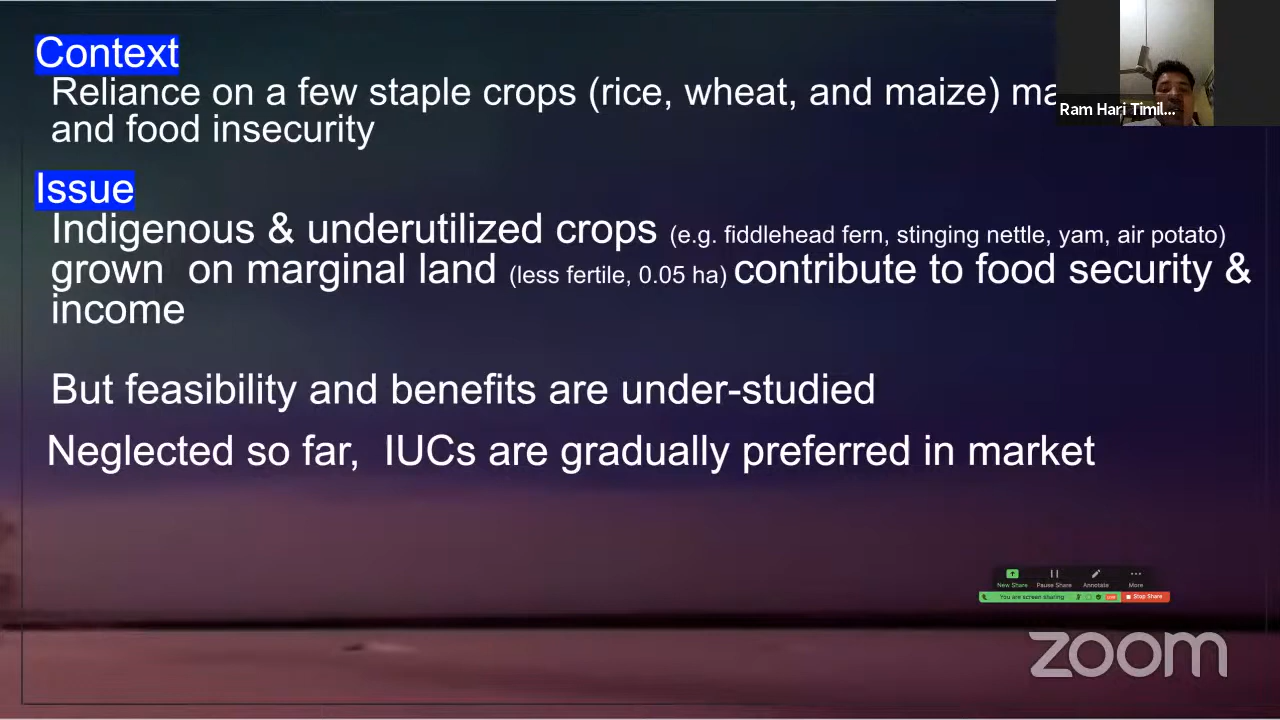 Context
Reliance on a few staple crops (rice, wheat, and maize)
and food insecurity
Ram Hari Timil...
Issue
Indigenous & underutilized crops (e.g. fiddlehead fern, stinging nettle, yam, air potato)
grown on marginal land (less fertile, 0.05 ha) contribute to food security &
income
But feasibility and benefits are under-studied
Neglected so far, IUCs are gradually preferred in market
New Share Pause Share Annotate More
You are screen sharing Stop Share
zoom